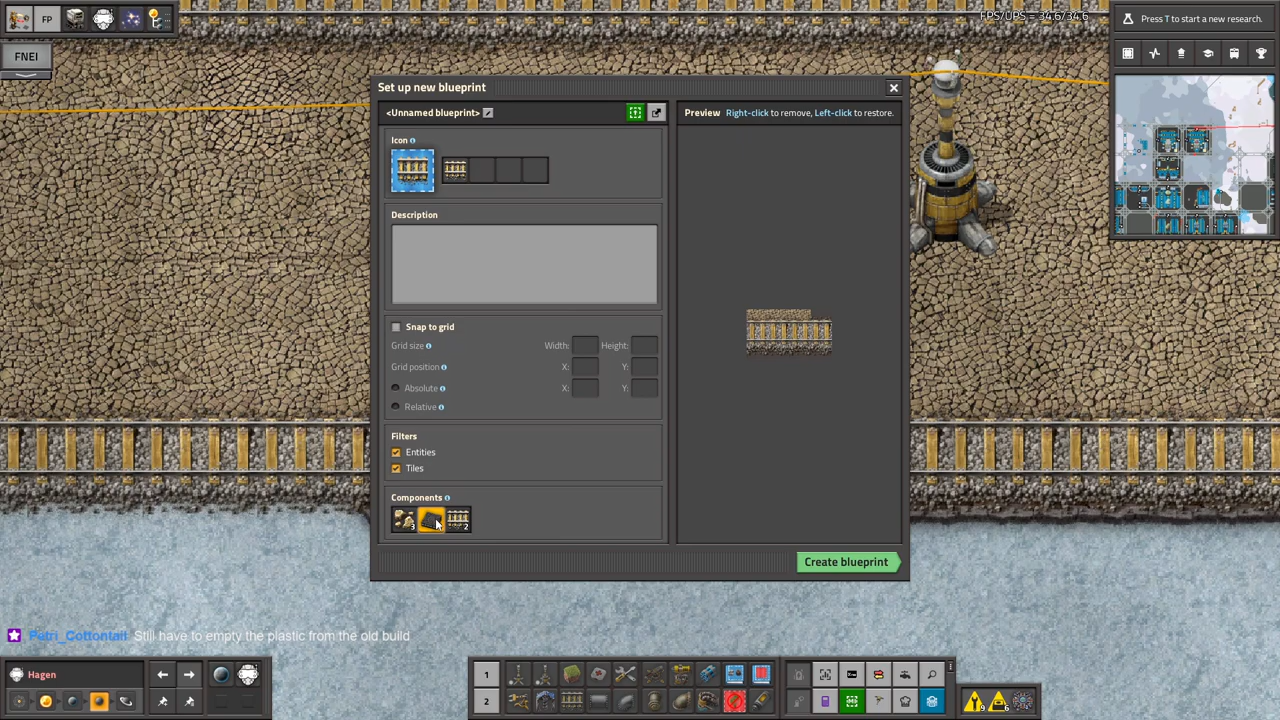 FP
FNEI
FPS/UPS = 34.6/34.6
Press T to start a new research.
Set up new blueprint
<Unnamed blueprint>
Preview Right-click to remove, Left-click to restore.
Icon
Description
Snap to grid
Grid size Width: Height:
Grid position X: Y:
Absolute X: Y:
Relative
Filters
Entities
Tiles
Components
3 2
Create blueprint
Petri_Cottontail Still have to empty the plastic from the old build
Hagen
1
2